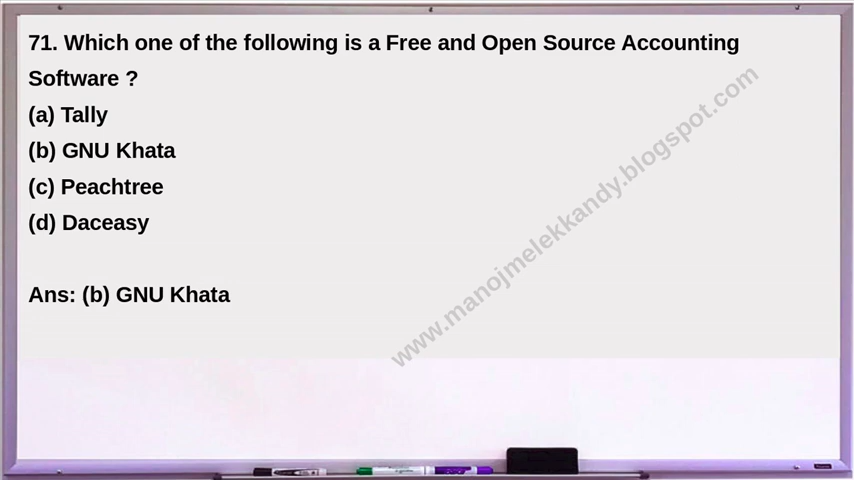 71. Which one of the following is a Free and Open Source Accounting
Software ?
(a) Tally
(b) GNU Khata
(c) Peachtree
(d) Daceasy
Ans: (b) GNU Khata
www.manojmelekkandy.blogspot.com